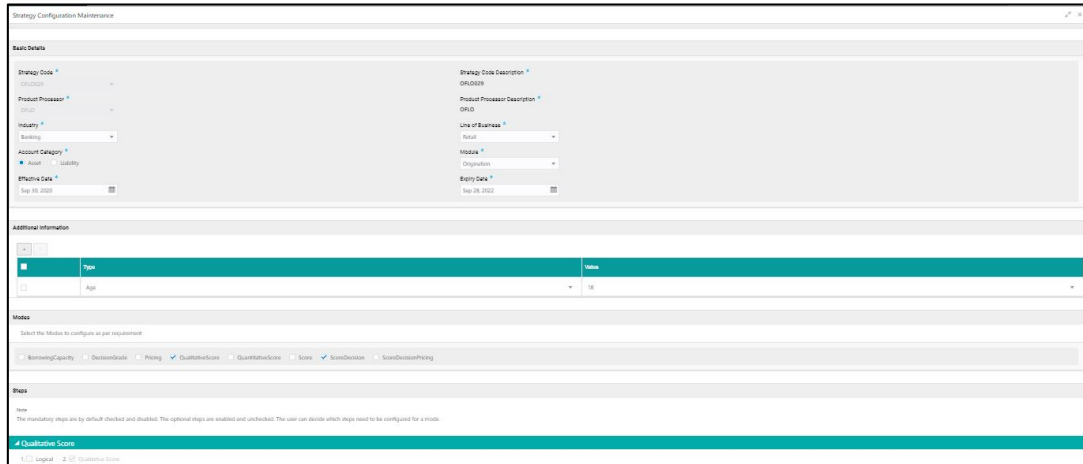 Strategy Configuration Maintenance
Basic Details
Strategy Code * Strategy Code Description *
OFLO029 OFLO029
Product Processor * Product Processor Description *
OFLO OFLO
Industry * Line of Business *
Banking Retail
Account Category * Module *
Asset Liability Origination
Effective Date * Expiry Date *
Sep 30, 2020 Sep 28, 2022
Additional Information
Type Value
Age 18
Modes
Select the Modes to configure as per requirement
BorrowingCapacity DecisionGrade Pricing QualitativeScore QuantitativeScore Score ScoreDecision ScoreDecisionPricing
Steps
Note
The mandatory steps are by default checked and disabled. The optional steps are enabled and unchecked. The user can decide which steps need to be configured for a mode.
Qualitative Score
1. Logical 2. Qualitative Score